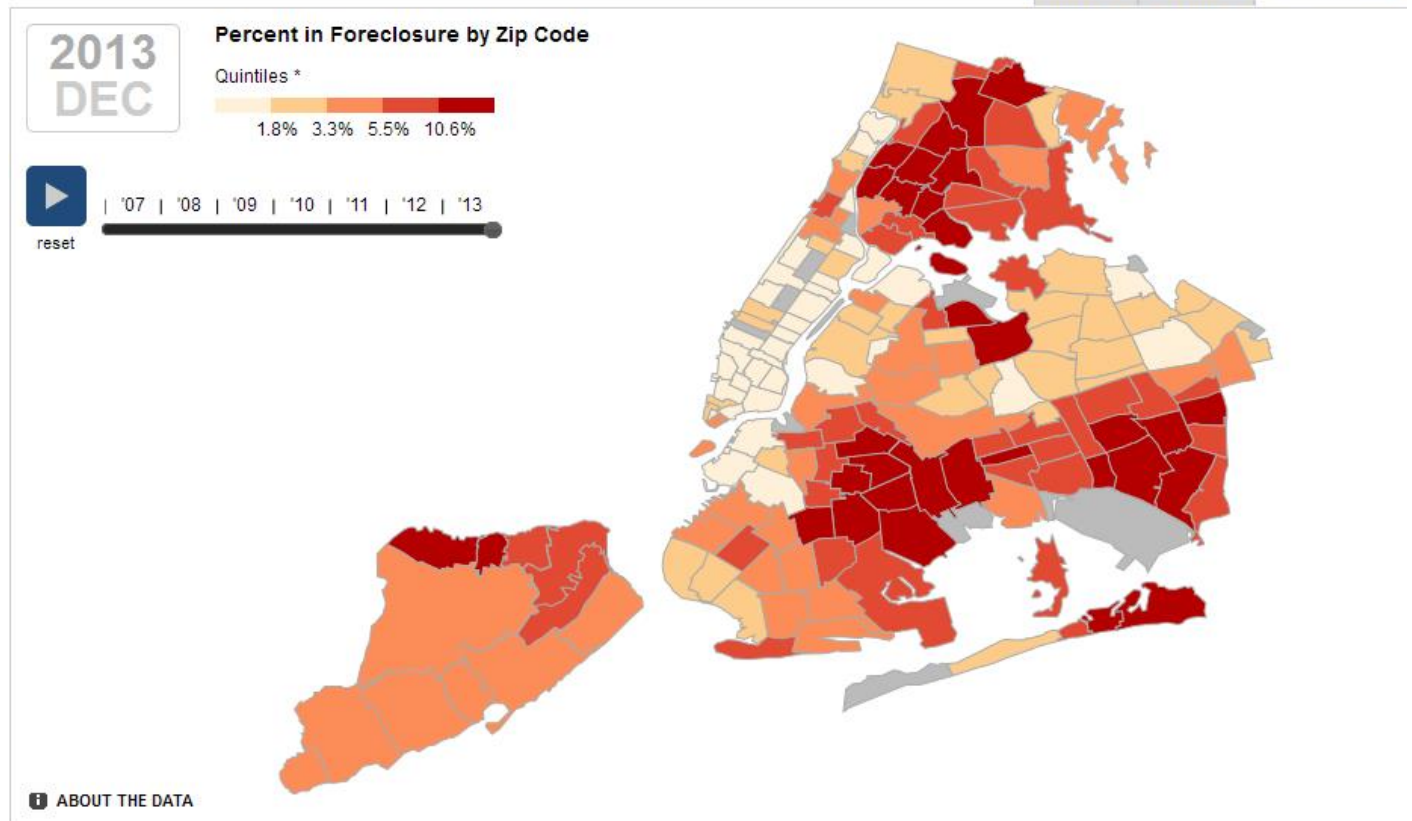 2013
DEC
Percent in Foreclosure by Zip Code
Quintiles *
1.8% 3.3% 5.5% 10.6%
| '07 | '08 | '09 | '10 | '11 | '12 | '13
reset
i ABOUT THE DATA